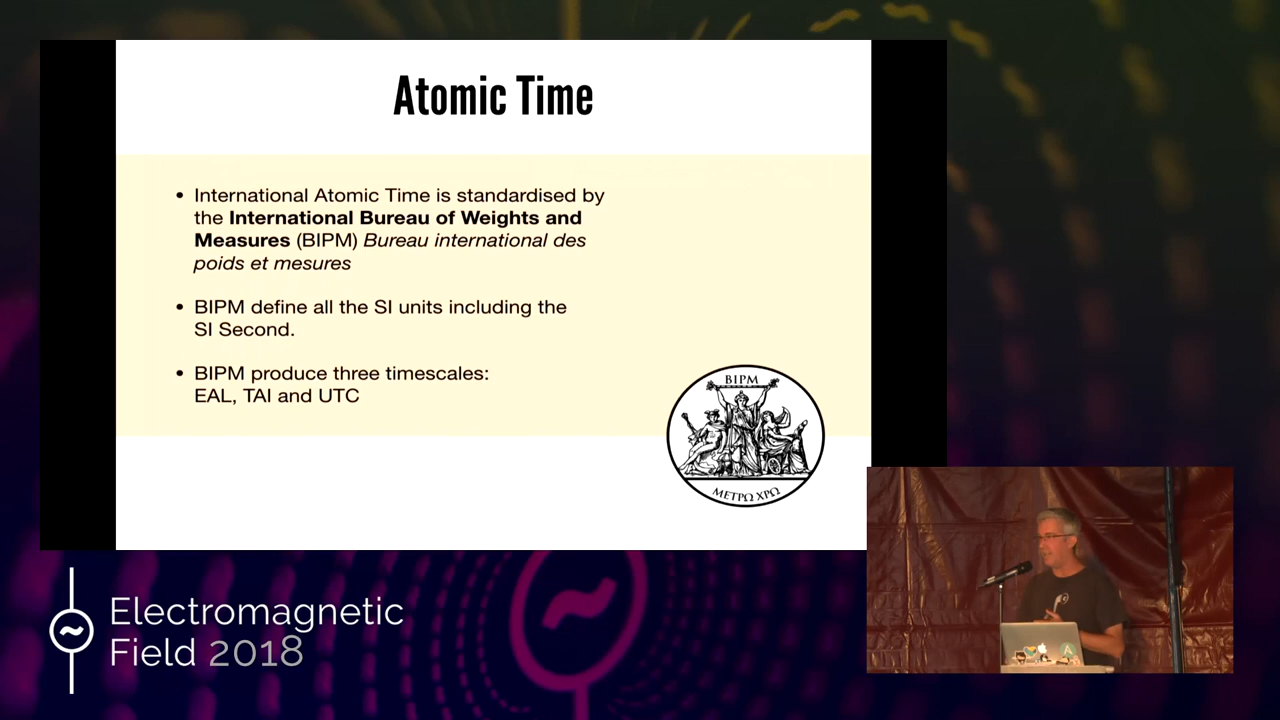 Atomic Time
• International Atomic Time is standardised by
the International Bureau of Weights and
Measures (BIPM) Bureau international des
poids et mesures
• BIPM define all the SI units including the
SI Second.
• BIPM produce three timescales:
EAL, TAI and UTC
BIPM
ΜΕΤΡΩ ΧΡΩ
Electromagnetic
Field 2018